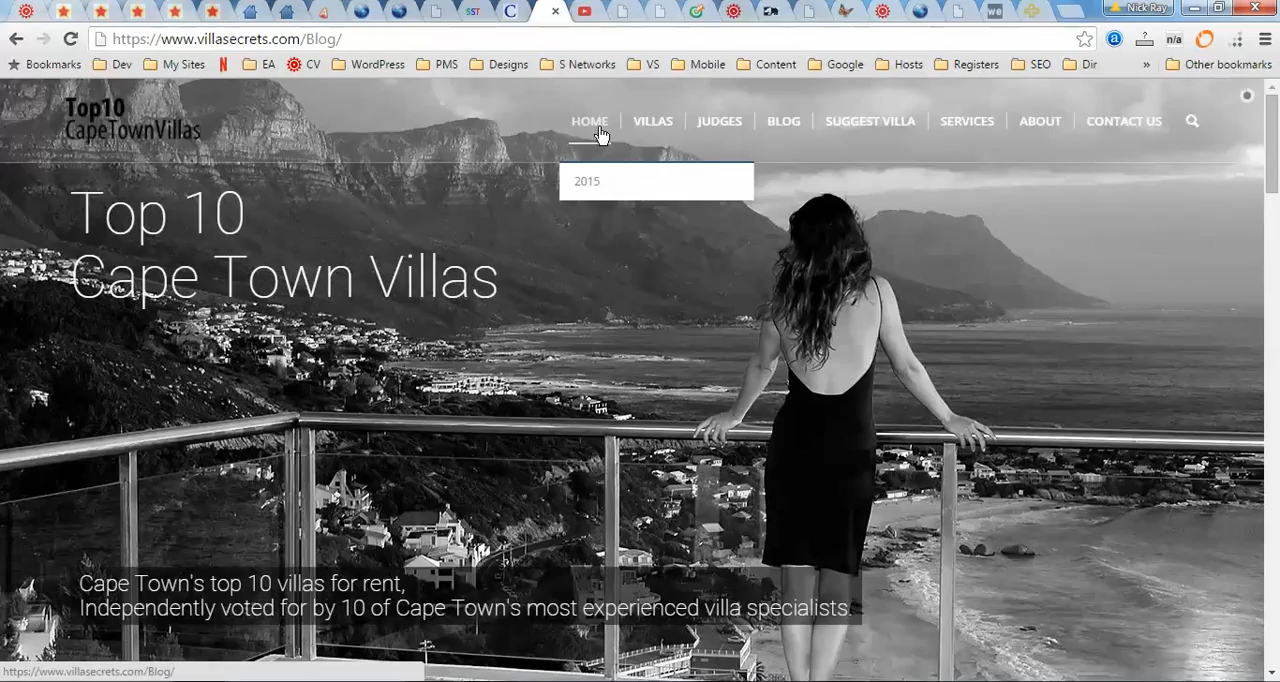 SST
C
we
Nick Ray
https://www.villasecrets.com/Blog/
a
?
n/a
Bookmarks Dev My Sites N EA CV WordPress PMS Designs S Networks VS Mobile Content Google Hosts Registers SEO Dir » Other bookmarks
Top10
CapeTownVillas
HOME VILLAS JUDGES BLOG SUGGEST VILLA SERVICES ABOUT CONTACT US
2015
Top 10
Cape Town Villas
Cape Town's top 10 villas for rent,
Independently voted for by 10 of Cape Town's most experienced villa specialists.
https://www.villasecrets.com/Blog/